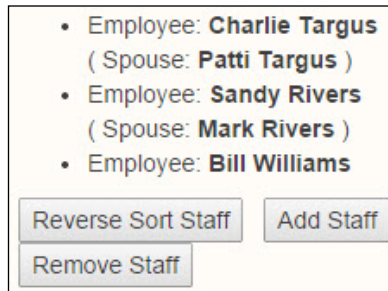 • Employee: Charlie Targus
( Spouse: Patti Targus )
• Employee: Sandy Rivers
( Spouse: Mark Rivers )
• Employee: Bill Williams
Reverse Sort Staff Add Staff
Remove Staff